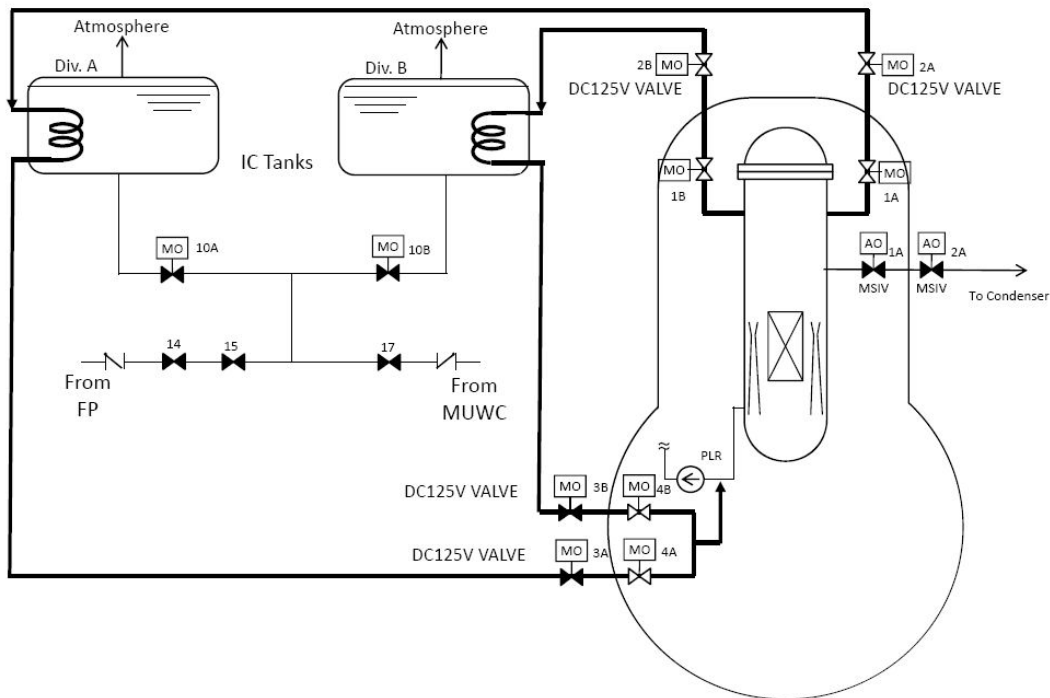 Atmosphere
Atmosphere
Div. A
Div. B
2B MO
MO 2A
DC125V VALVE
DC125V VALVE
IC Tanks
MO
MO
1B
1A
MO 10A
MO 10B
AO 1A
AO 2A
MSIV
MSIV
To Condenser
14
15
17
From
FP
From
MUWC
PLR
DC125V VALVE
MO 3B
MO 4B
DC125V VALVE
MO 3A
MO 4A